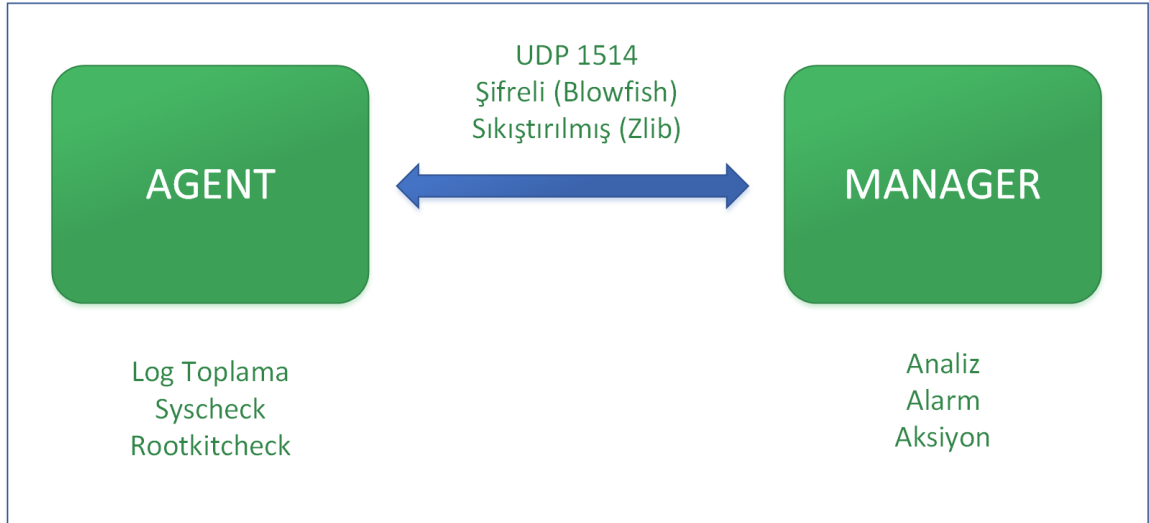 UDP 1514
Şifreli (Blowfish)
Sıkıştırılmış (Zlib)
AGENT
MANAGER
Log Toplama
Syscheck
Rootkitcheck
Analiz
Alarm
Aksiyon